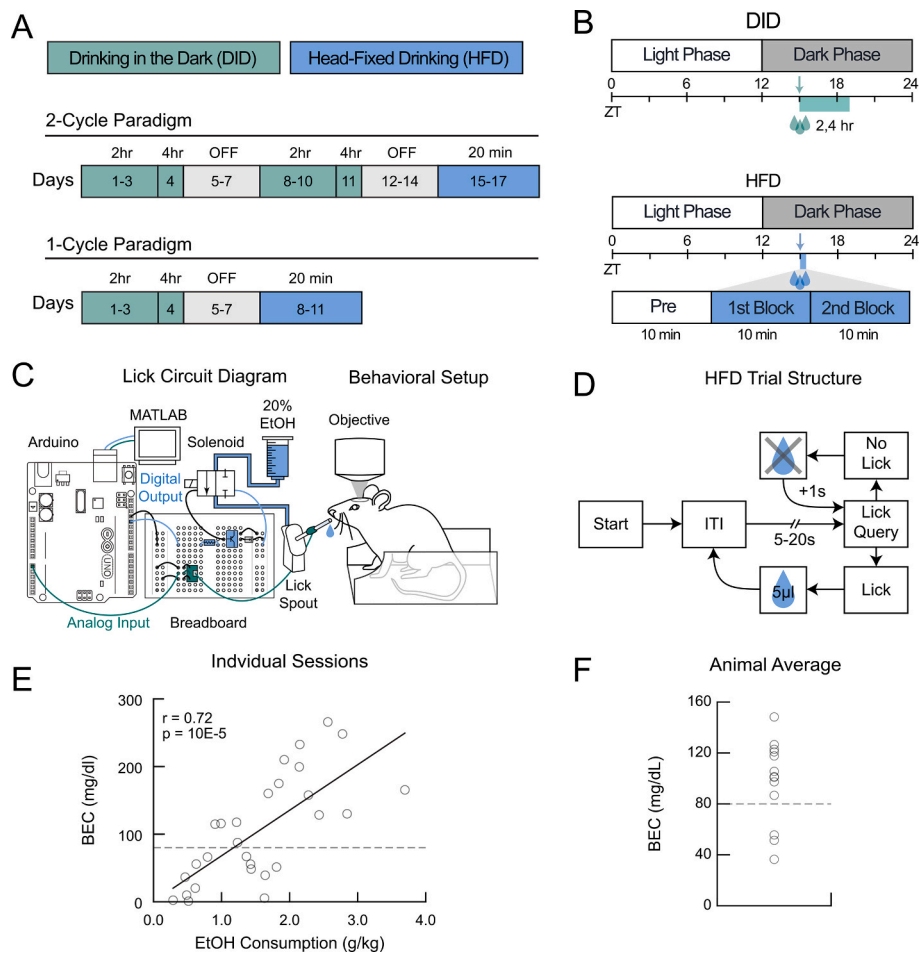 A
Drinking in the Dark (DID)
Head-Fixed Drinking (HFD)
2-Cycle Paradigm
2hr 4hr OFF 2hr 4hr OFF 20 min
Days 1-3 4 5-7 8-10 11 12-14 15-17
1-Cycle Paradigm
2hr 4hr OFF 20 min
Days 1-3 4 5-7 8-11
B
DID
Light Phase Dark Phase
0 6 12 18 24
ZT
2,4 hr
HFD
Light Phase Dark Phase
0 6 12 18 24
ZT
Pre 1st Block 2nd Block
10 min 10 min 10 min
C
Lick Circuit Diagram
Behavioral Setup
MATLAB
20%
EtOH
Objective
Arduino
Solenoid
Digital
Output
UNO
Lick
Spout
Analog Input
Breadboard
D
HFD Trial Structure
No
Lick
+1s
Start
ITI
5-20s
Lick
Query
5µl
Lick
E
Indvidual Sessions
r = 0.72
p = 10E-5
BEC (mg/dl)
300
200
100
0
0.0 1.0 2.0 3.0 4.0
EtOH Consumption (g/kg)
F
Animal Average
BEC (mg/dL)
160
120
80
40
0